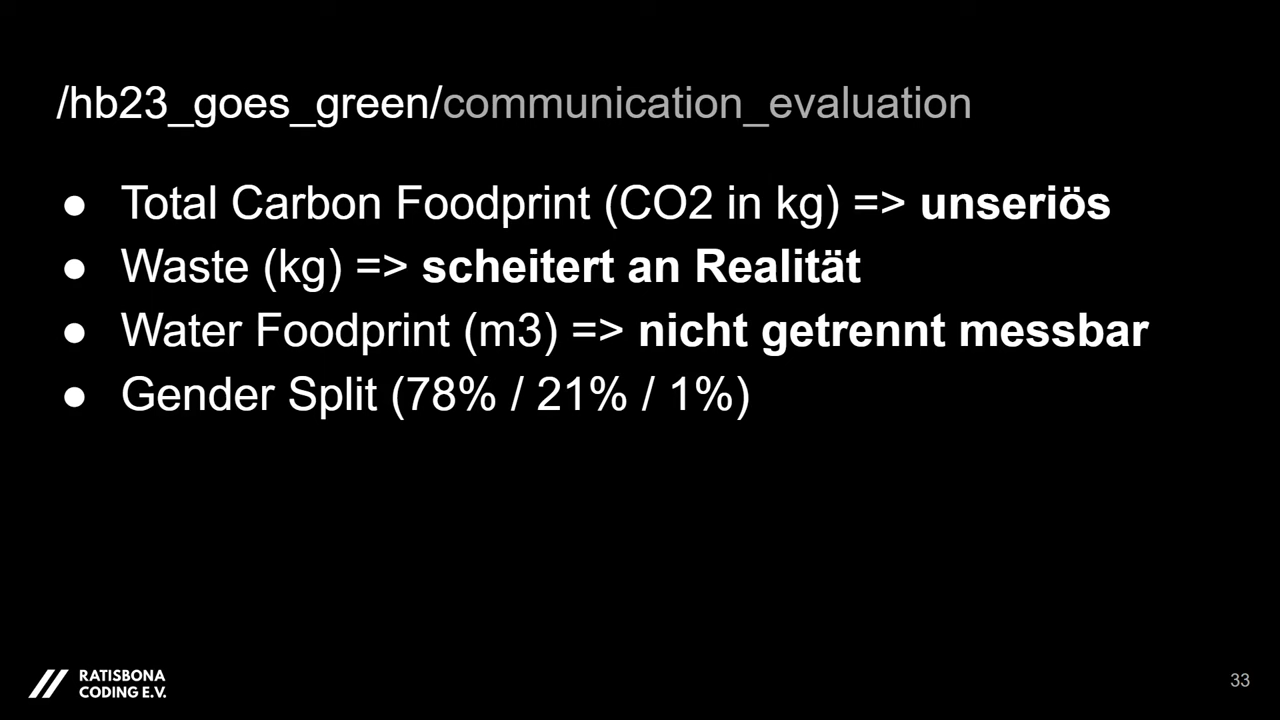 /hb23_goes_green/communication_evaluation
● Total Carbon Foodprint (CO2 in kg) => unseriös
● Waste (kg) => scheitert an Realität
● Water Foodprint (m3) => nicht getrennt messbar
● Gender Split (78% / 21% / 1%)
RATISBONA
CODING E.V.
33